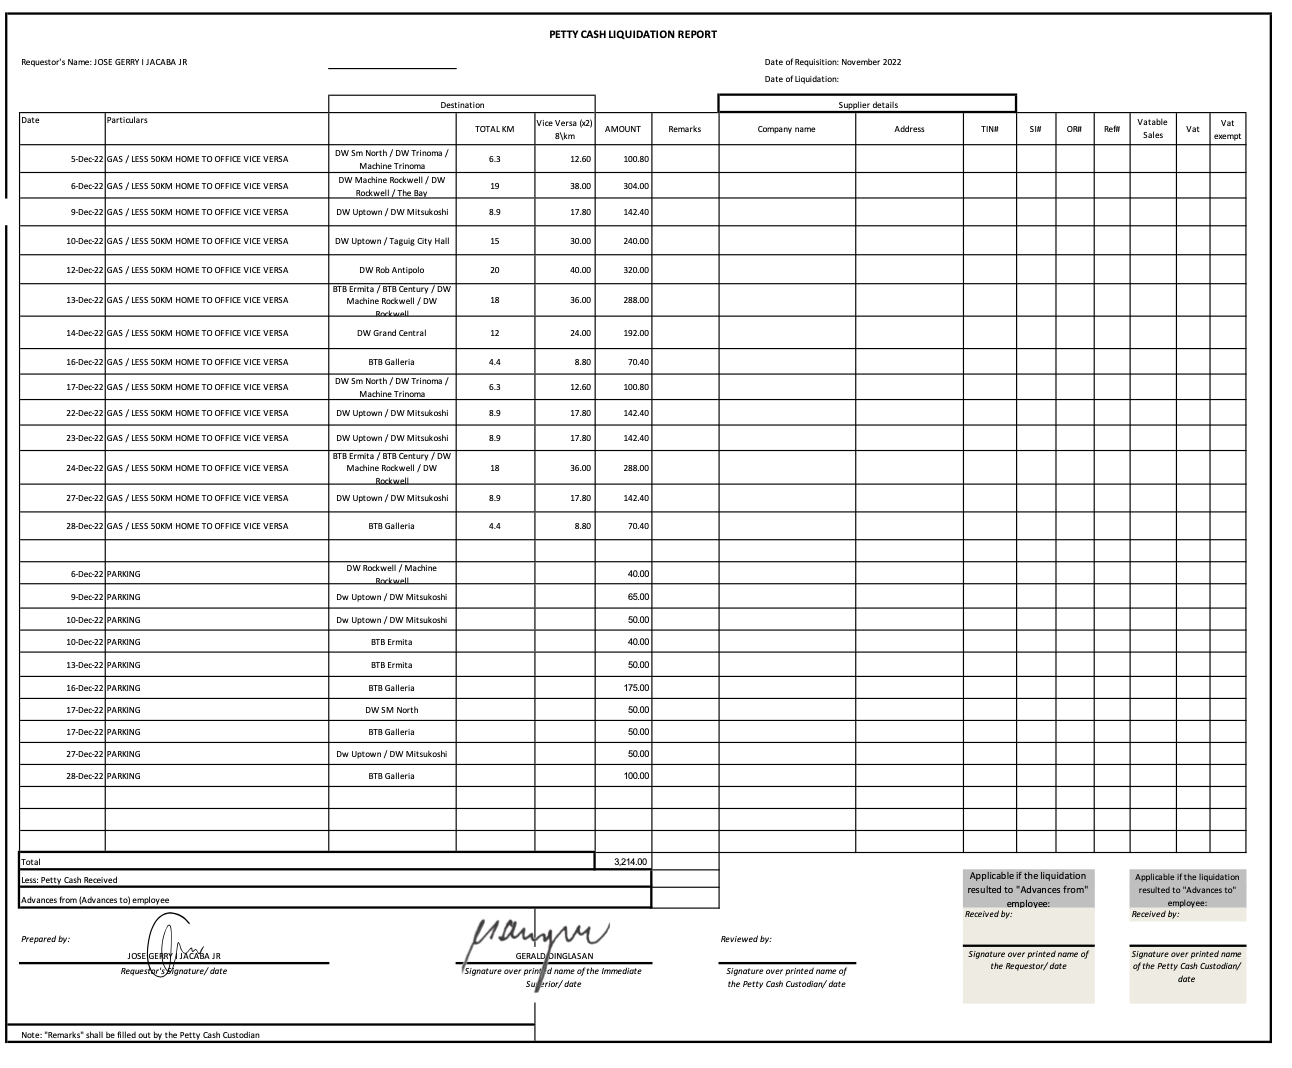 PETTY CASH LIQUIDATION REPORT
Requestor's Name: JOSE GERRY I JACABA JR
Date of Requisition: November 2022
Date of Liquidation:
Destination Supplier details
Date Particulars TOTAL KM Vice Versa (x2) 8\km AMOUNT Remarks Company name Address TIN# SI# OR# Ref# Vatable Sales Vat Vat exempt
5-Dec-22 GAS / LESS 50KM HOME TO OFFICE VICE VERSA DW Sm North / DW Trinoma / Machine Trinoma 6.3 12.60 100.80
6-Dec-22 GAS / LESS 50KM HOME TO OFFICE VICE VERSA DW Machine Rockwell / DW Rockwell / The Bay 19 38.00 304.00
9-Dec-22 GAS / LESS 50KM HOME TO OFFICE VICE VERSA DW Uptown / DW Mitsukoshi 8.9 17.80 142.40
10-Dec-22 GAS / LESS 50KM HOME TO OFFICE VICE VERSA DW Uptown / Taguig City Hall 15 30.00 240.00
12-Dec-22 GAS / LESS 50KM HOME TO OFFICE VICE VERSA DW Rob Antipolo 20 40.00 320.00
13-Dec-22 GAS / LESS 50KM HOME TO OFFICE VICE VERSA BTB Ermita / BTB Century / DW Machine Rockwell / DW Rockwell 18 36.00 288.00
14-Dec-22 GAS / LESS 50KM HOME TO OFFICE VICE VERSA DW Grand Central 12 24.00 192.00
16-Dec-22 GAS / LESS 50KM HOME TO OFFICE VICE VERSA BTB Galleria 4.4 8.80 70.40
17-Dec-22 GAS / LESS 50KM HOME TO OFFICE VICE VERSA DW Sm North / DW Trinoma / Machine Trinoma 6.3 12.60 100.80
22-Dec-22 GAS / LESS 50KM HOME TO OFFICE VICE VERSA DW Uptown / DW Mitsukoshi 8.9 17.80 142.40
23-Dec-22 GAS / LESS 50KM HOME TO OFFICE VICE VERSA DW Uptown / DW Mitsukoshi 8.9 17.80 142.40
24-Dec-22 GAS / LESS 50KM HOME TO OFFICE VICE VERSA BTB Ermita / BTB Century / DW Machine Rockwell / DW Rockwell 18 36.00 288.00
27-Dec-22 GAS / LESS 50KM HOME TO OFFICE VICE VERSA DW Uptown / DW Mitsukoshi 8.9 17.80 142.40
28-Dec-22 GAS / LESS 50KM HOME TO OFFICE VICE VERSA BTB Galleria 4.4 8.80 70.40
6-Dec-22 PARKING DW Rockwell / Machine Rockwell 40.00
9-Dec-22 PARKING Dw Uptown / DW Mitsukoshi 65.00
10-Dec-22 PARKING Dw Uptown / DW Mitsukoshi 50.00
10-Dec-22 PARKING BTB Ermita 40.00
13-Dec-22 PARKING BTB Ermita 50.00
16-Dec-22 PARKING BTB Galleria 175.00
17-Dec-22 PARKING DW SM North 50.00
17-Dec-22 PARKING BTB Galleria 50.00
27-Dec-22 PARKING Dw Uptown / DW Mitsukoshi 50.00
28-Dec-22 PARKING BTB Galleria 100.00
Total 3,214.00
Less: Petty Cash Received
Advances from (Advances to) employee
Applicable if the liquidation resulted to "Advances from" employee:
Applicable if the liquidation resulted to "Advances to" employee:
Received by: Received by:
Prepared by: Reviewed by:
JOSE GERRY I JACABA JR GERALD DINGLASAN
Requestor's Signature/ date
Signature over printed name of the Immediate Superior/ date
Signature over printed name of the Petty Cash Custodian/ date
Signature over printed name of the Requestor/ date
Signature over printed name of the Petty Cash Custodian/ date
Note: "Remarks" shall be filled out by the Petty Cash Custodian